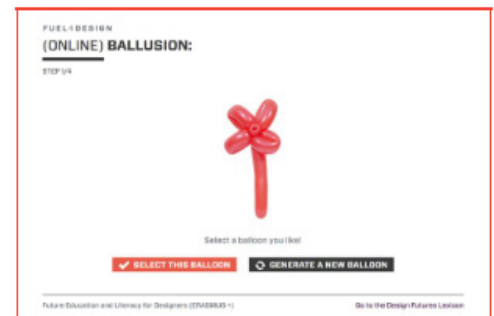 FUEL4DESIGN
(ONLINE) BALLUSION:
STEP 1/4
Select a balloon you like!
SELECT THIS BALLOON
GENERATE A NEW BALLOON
Future Education and Literacy for Designers (ERASMUS +)
Go to the Design Futures Lexicon